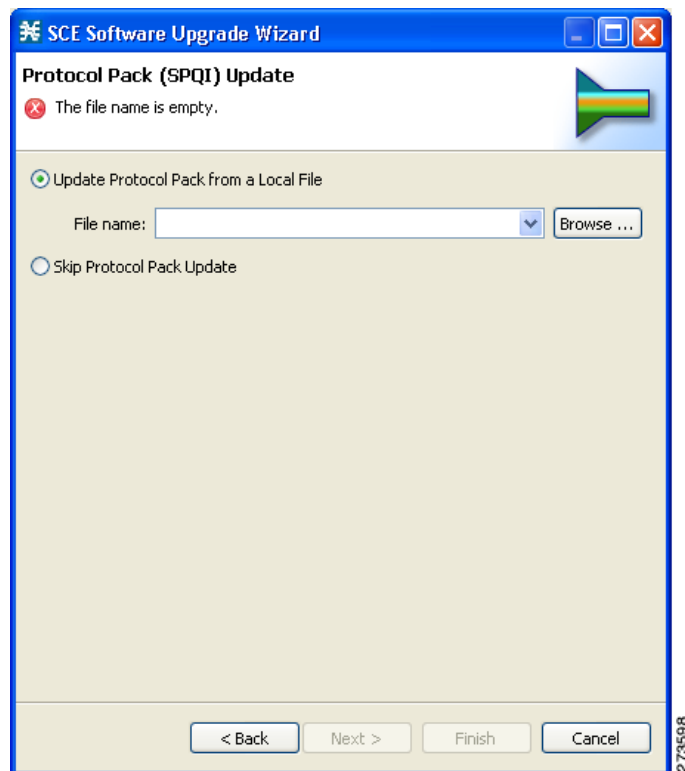 SCE Software Upgrade Wizard
Protocol Pack (SPQI) Update
The file name is empty.
Update Protocol Pack from a Local File
File name:
Browse ...
Skip Protocol Pack Update
< Back
Next >
Finish
Cancel
273598